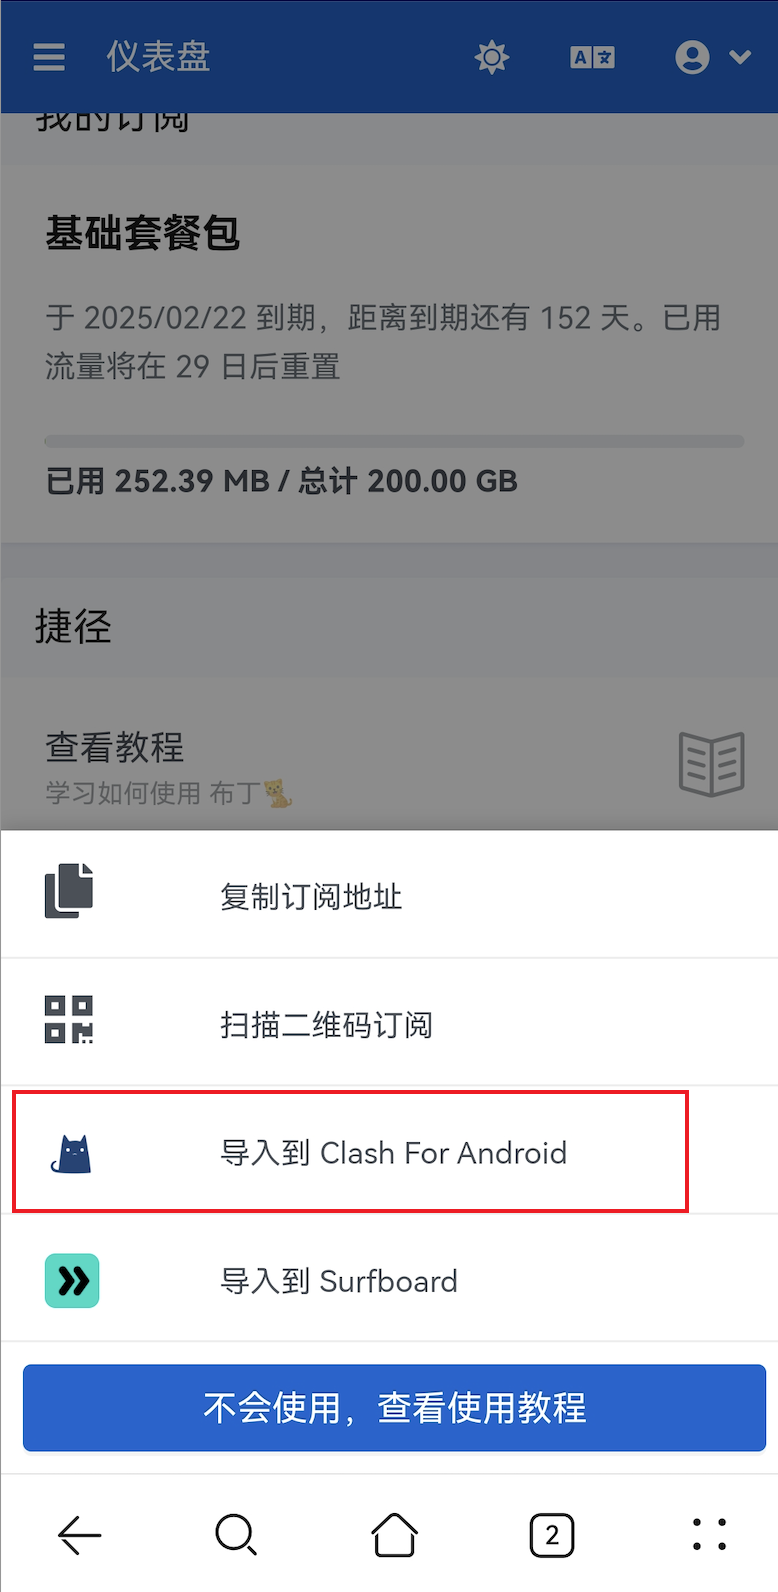 仪表盘
A 文
我的订阅
基础套餐包
于 2025/02/22 到期，距离到期还有 152 天。已用
流量将在 29 日后重置
已用 252.39 MB / 总计 200.00 GB
捷径
查看教程
学习如何使用 布丁🐈
复制订阅地址
扫描二维码订阅
导入到 Clash For Android
导入到 Surfboard
不会使用，查看使用教程
2